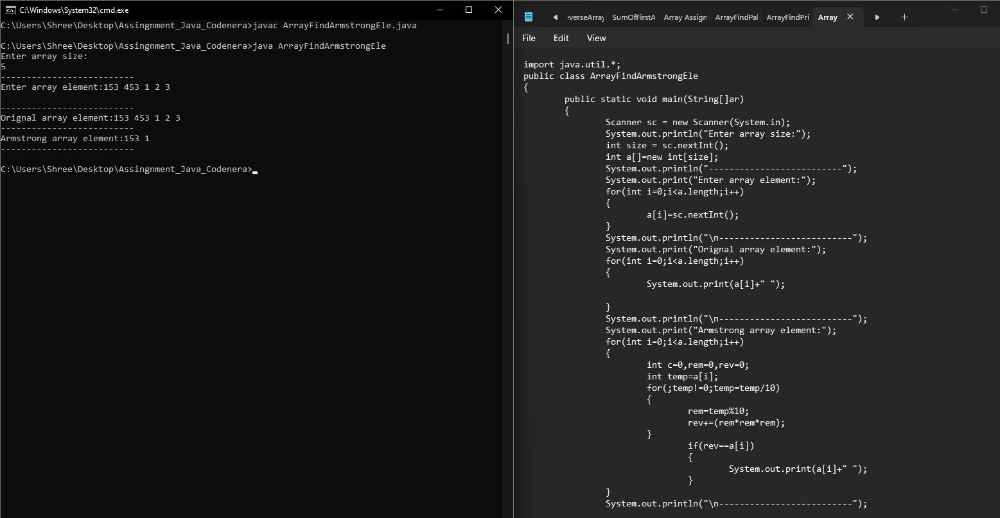 C:\Windows\System32\cmd.exe
C:\Users\Shree\Desktop\Assingnment_Java_Codenera>javac ArrayFindArmstrongEle.java
C:\Users\Shree\Desktop\Assingnment_Java_Codenera>java ArrayFindArmstrongEle
Enter array size:
5
--------------------------
Enter array element:153 453 1 2 3
--------------------------
Orignal array element:153 453 1 2 3
--------------------------
Armstrong array element:153 1
--------------------------
C:\Users\Shree\Desktop\Assingnment_Java_Codenera>
everseArray SumOfFirstA Array Assign ArrayFindPal ArrayFindPri Array
File Edit View
import java.util.*;
public class ArrayFindArmstrongEle
{
public static void main(String[]ar)
{
Scanner sc = new Scanner(System.in);
System.out.println("Enter array size:");
int size = sc.nextInt();
int a[]=new int[size];
System.out.println("--------------------------");
System.out.print("Enter array element:");
for(int i=0;i<a.length;i++)
{
a[i]=sc.nextInt();
}
System.out.println("\n--------------------------");
System.out.print("Orignal array element:");
for(int i=0;i<a.length;i++)
{
System.out.print(a[i]+" ");
}
System.out.println("\n--------------------------");
System.out.print("Armstrong array element:");
for(int i=0;i<a.length;i++)
{
int c=0,rem=0,rev=0;
int temp=a[i];
for(;temp!=0;temp=temp/10)
{
rem=temp%10;
rev+=(rem*rem*rem);
}
if(rev==a[i])
{
System.out.print(a[i]+" ");
}
}
System.out.println("\n--------------------------");